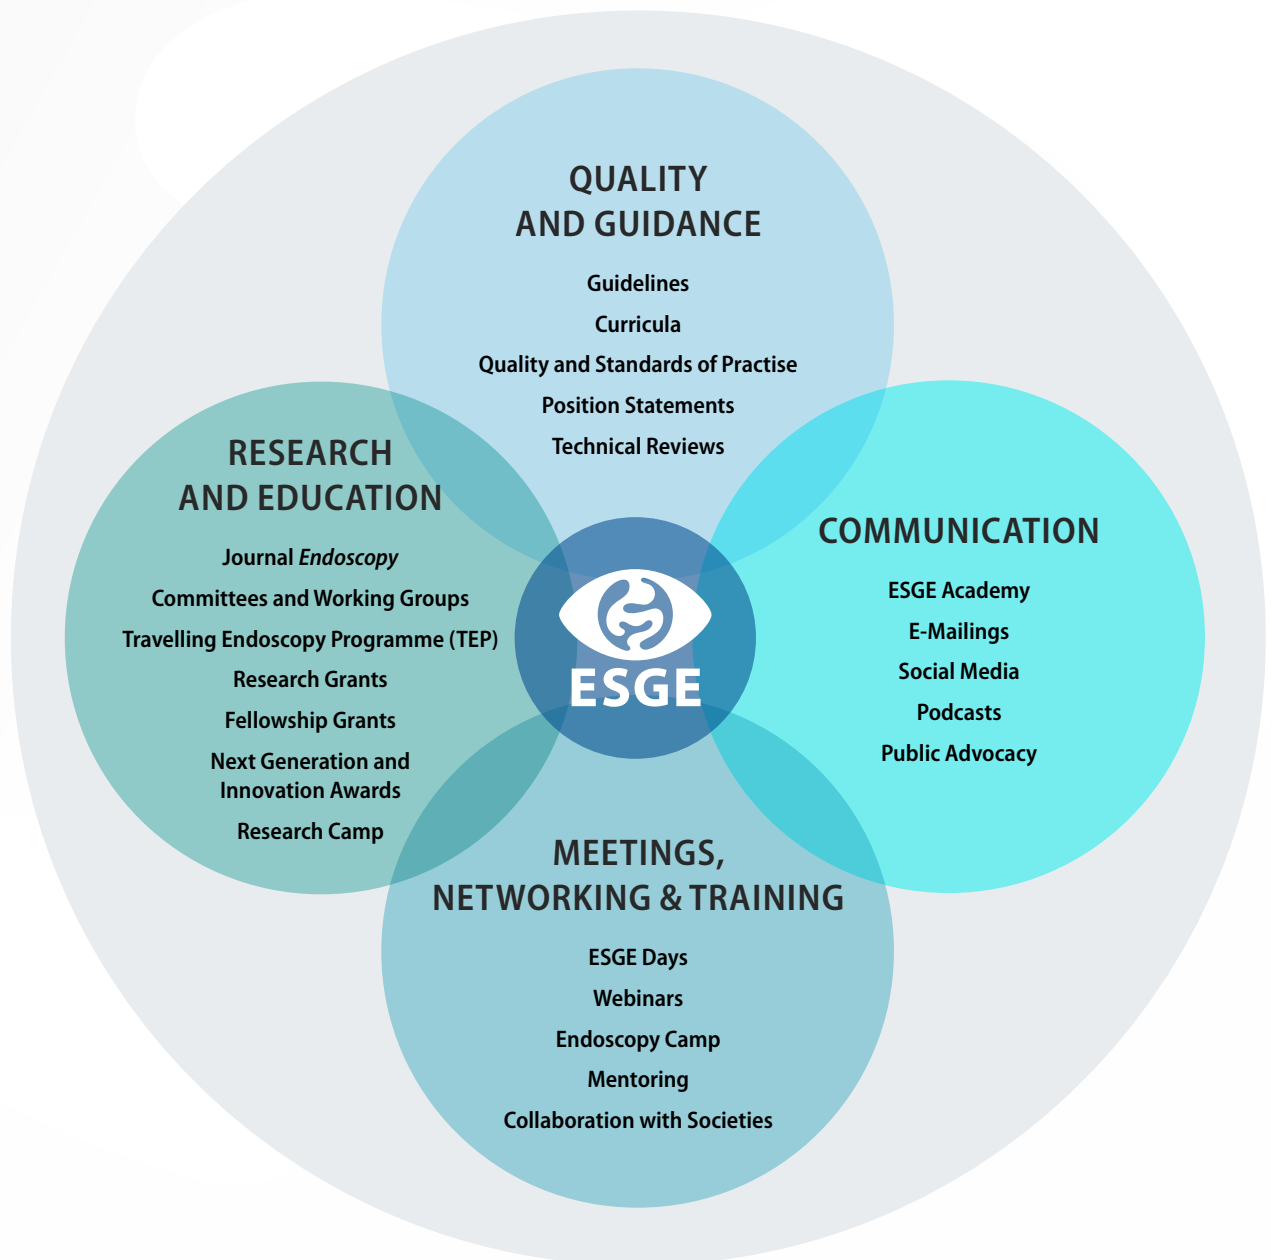 QUALITY
AND GUIDANCE
Guidelines
Curricula
Quality and Standards of Practise
Position Statements
Technical Reviews
RESEARCH
AND EDUCATION
Journal Endoscopy
Committees and Working Groups
Travelling Endoscopy Programme (TEP)
Research Grants
Fellowship Grants
Next Generation and
Innovation Awards
Research Camp
ESGE
COMMUNICATION
ESGE Academy
E-Mailings
Social Media
Podcasts
Public Advocacy
MEETINGS,
NETWORKING & TRAINING
ESGE Days
Webinars
Endoscopy Camp
Mentoring
Collaboration with Societies